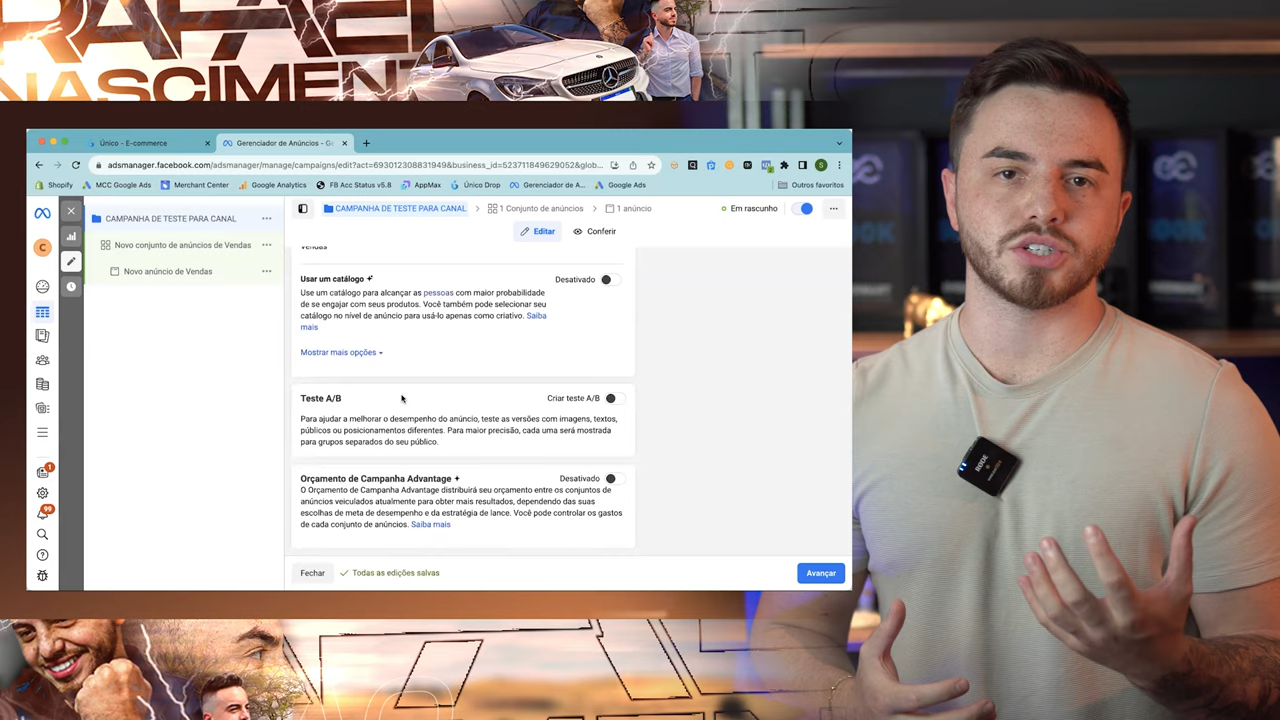 RAFAEL
NASCIMEN
Único - E-commerce
Gerenciador de Anúncios - Ge
adsmanager.facebook.com/adsmanager/manage/campaigns/edit?act=693012308831949&business_id=523711849629052&glob...
Shopify
MCC Google Ads
Merchant Center
Google Analytics
FB Acc Status v5.8
AppMax
Único Drop
Gerenciador de A...
Google Ads
Outros favoritos
CAMPANHA DE TESTE PARA CANAL
Novo conjunto de anúncios de Vendas
Novo anúncio de Vendas
C
1
99
CAMPANHA DE TESTE PARA CANAL
1 Conjunto de anúncios
1 anúncio
Em rascunho
Editar
Conferir
vendas
Usar um catálogo
Desativado
Use um catálogo para alcançar as pessoas com maior probabilidade
de se engajar com seus produtos. Você também pode selecionar seu
catálogo no nível de anúncio para usá-lo apenas como criativo. Saiba
mais
Mostrar mais opções
Teste A/B
Criar teste A/B
Para ajudar a melhorar o desempenho do anúncio, teste as versões com imagens, textos,
públicos ou posicionamentos diferentes. Para maior precisão, cada uma será mostrada
para grupos separados do seu público.
Orçamento de Campanha Advantage +
Desativado
O Orçamento de Campanha Advantage distribuirá seu orçamento entre os conjuntos de
anúncios veiculados atualmente para obter mais resultados, dependendo das suas
escolhas de meta de desempenho e da estratégia de lance. Você pode controlar os gastos
de cada conjunto de anúncios. Saiba mais
Fechar
Todas as edições salvas
Avançar
RØDE